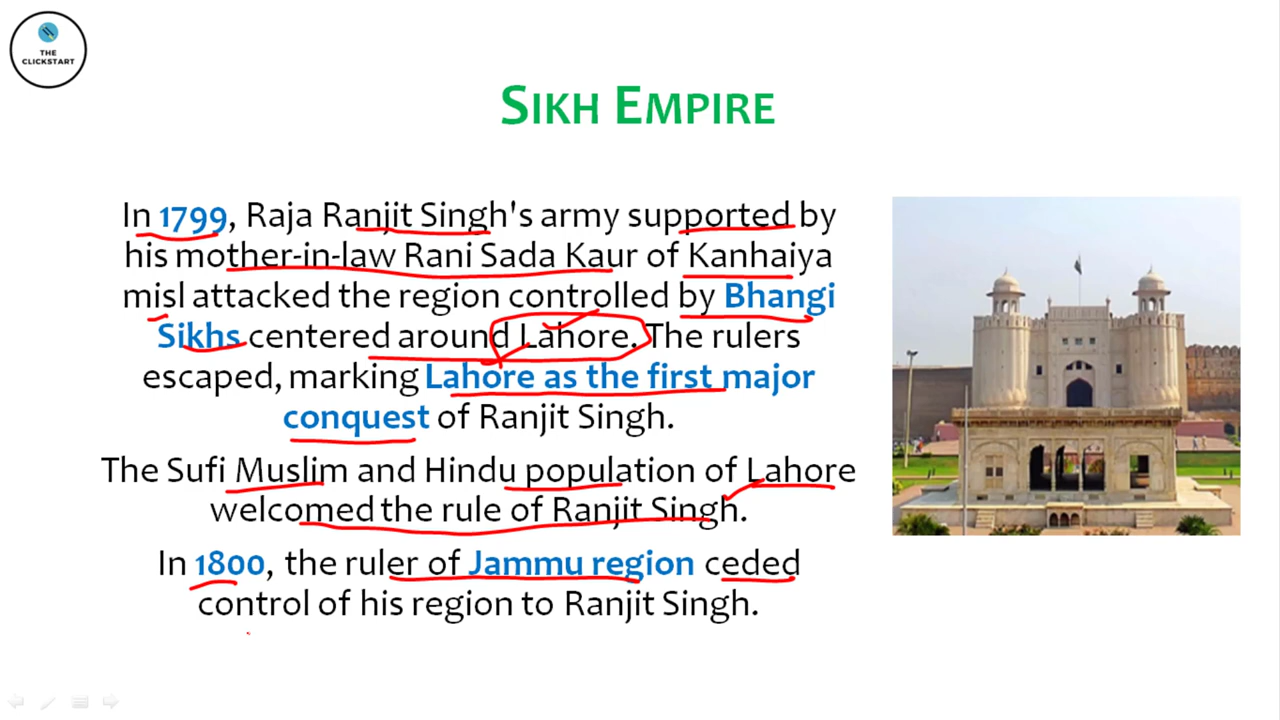 THE
CLICKSTART
SIKH EMPIRE
In 1799, Raja Ranjit Singh's army supported by
his mother-in-law Rani Sada Kaur of Kanhaiya
misl attacked the region controlled by Bhangi
Sikhs centered around Lahore. The rulers
escaped, marking Lahore as the first major
conquest of Ranjit Singh.
The Sufi Muslim and Hindu population of Lahore
welcomed the rule of Ranjit Singh.
In 1800, the ruler of Jammu region ceded
control of his region to Ranjit Singh.